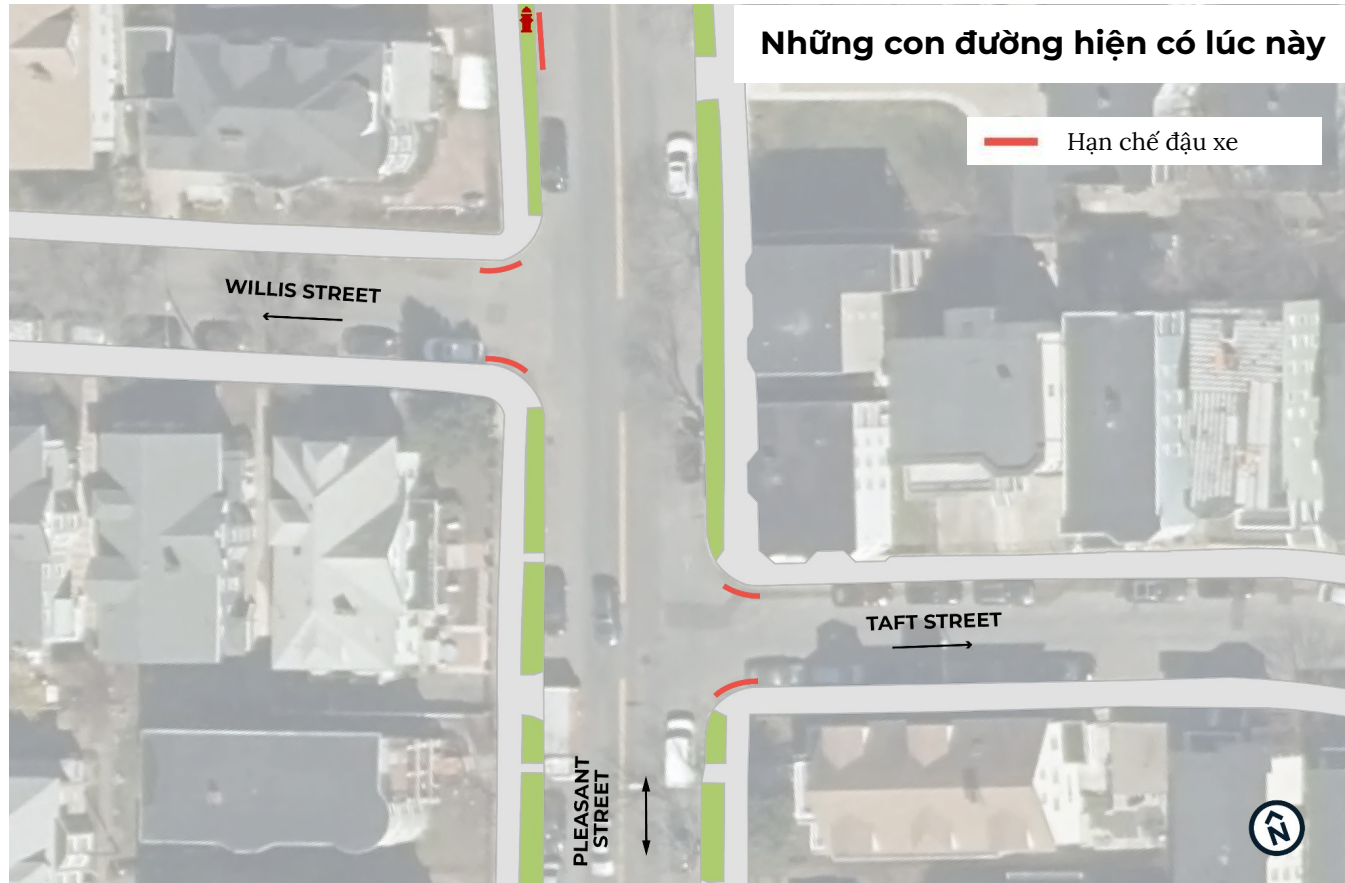 Những con đường hiện có lúc này
Hạn chế đậu xe
WILLIS STREET
TAFT STREET
PLEASANT
STREET
N